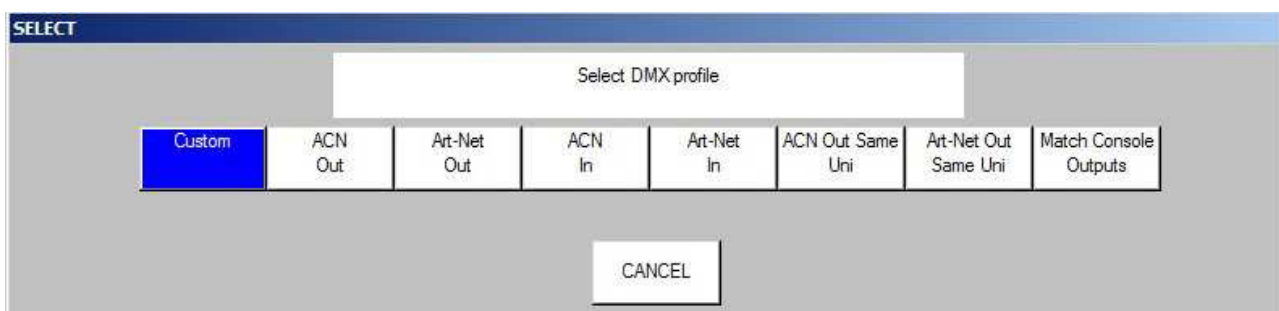 SELECT
Select DMX profile
Custom
ACN
Out
Art-Net
Out
ACN
In
Art-Net
In
ACN Out Same
Uni
Art-Net Out
Same Uni
Match Console
Outputs
CANCEL